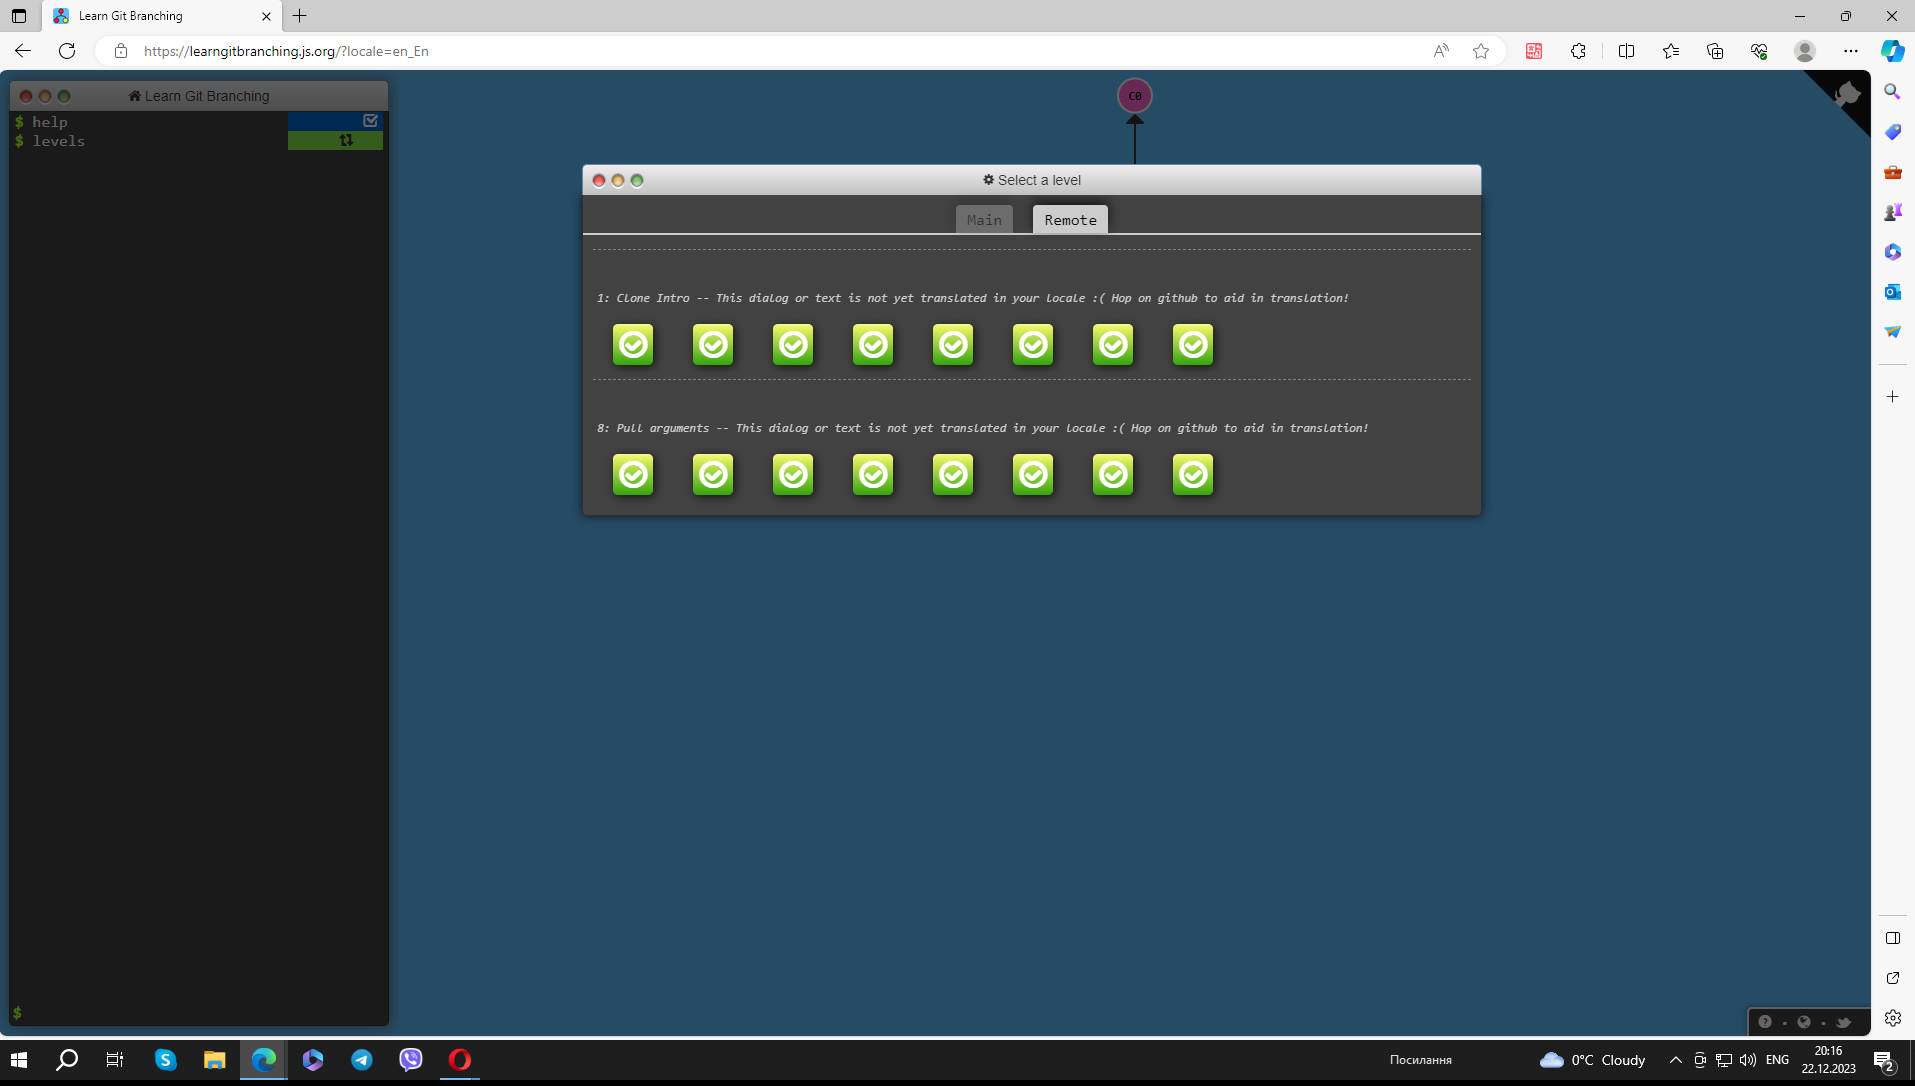 Learn Git Branching
https://learngitbranching.js.org/?locale=en_En
Learn Git Branching
$ help
$ levels
C0
Select a level
Main Remote
1: Clone Intro -- This dialog or text is not yet translated in your locale :( Hop on github to aid in translation!
8: Pull arguments -- This dialog or text is not yet translated in your locale :( Hop on github to aid in translation!
$
Посилання
0°C Cloudy
ENG
20:16
22.12.2023
2